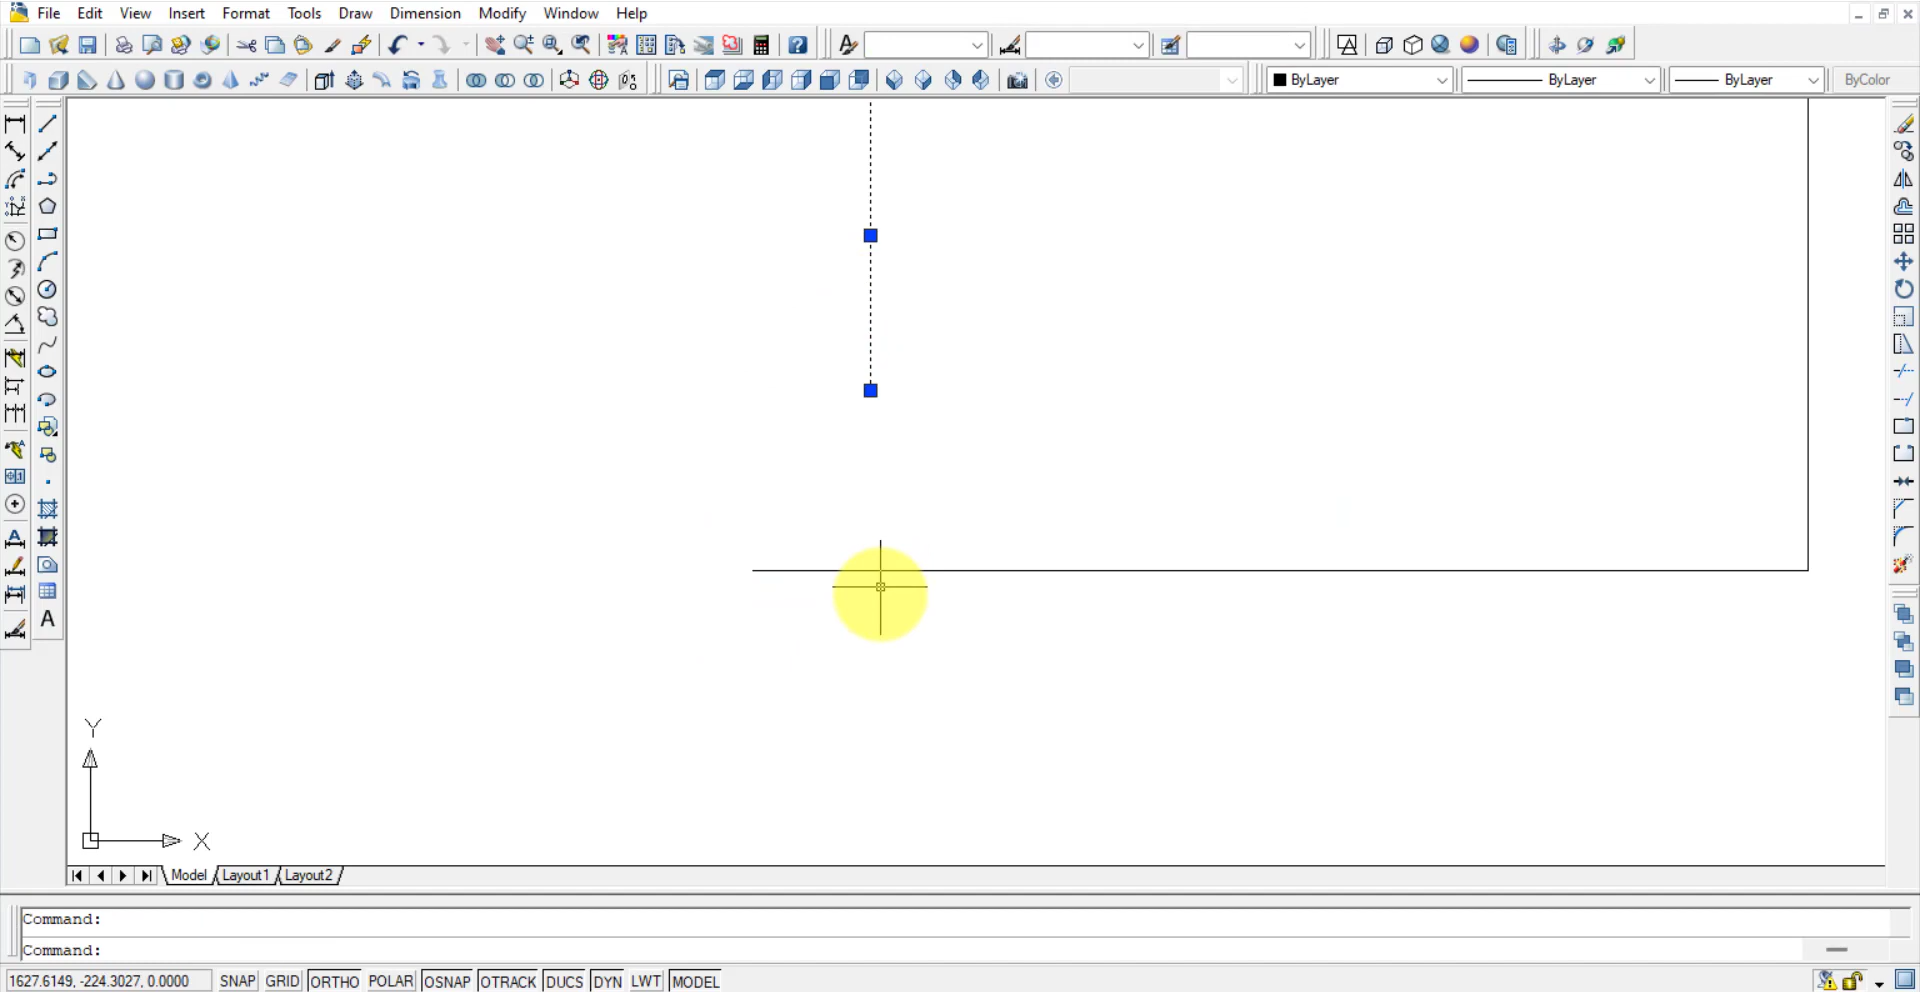 File Edit View Insert Format Tools Draw Dimension Modify Window Help
ByLayer ByLayer ByLayer ByColor
Y
X
Model Layout1 Layout2
Command:
Command:
1627.6149, -224.3027, 0.0000 SNAP GRID ORTHO POLAR OSNAP OTRACK DUCS DYN LWT MODEL